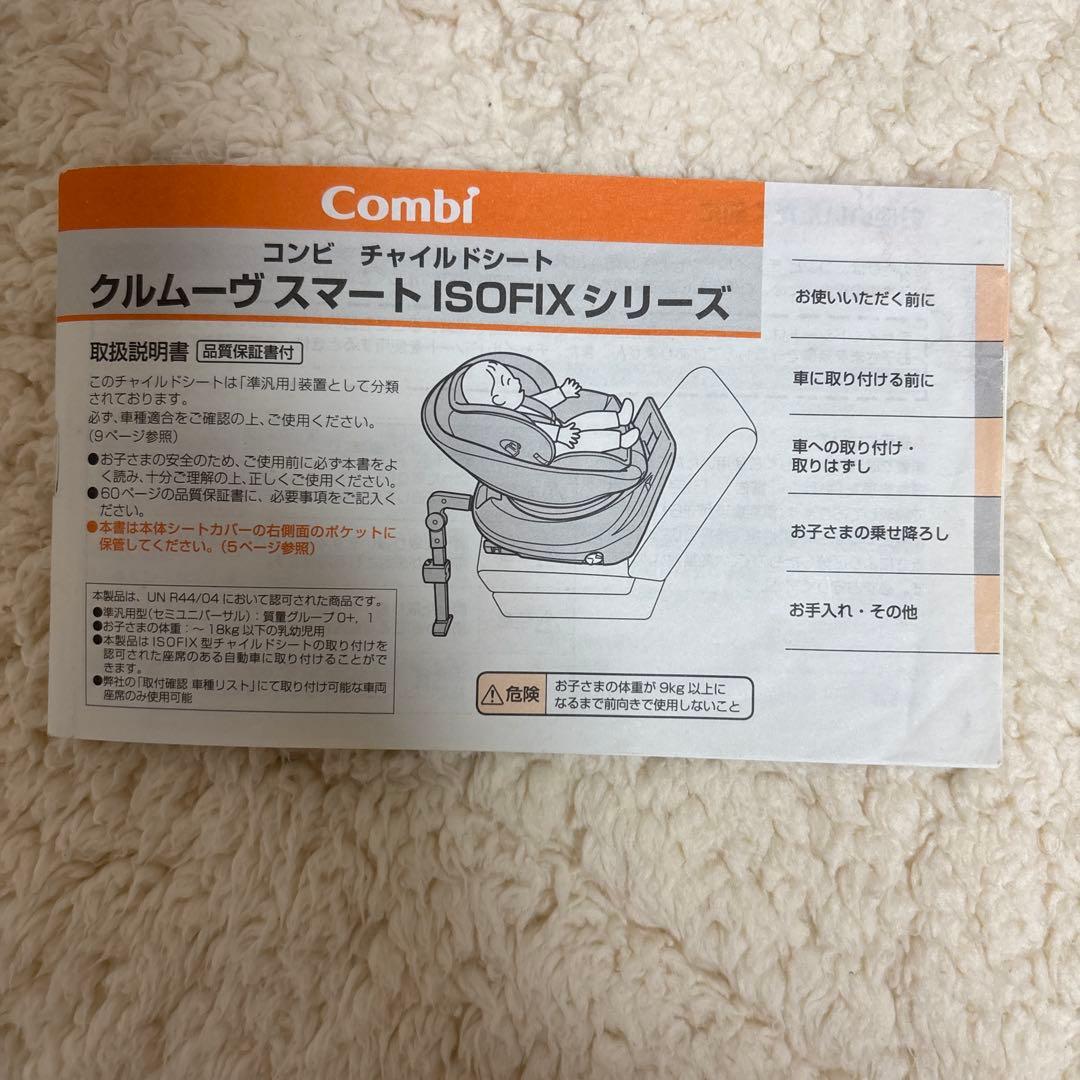 Combi
コンビ チャイルドシート
クルムーヴ スマート ISOFIX シリーズ
取扱説明書 品質保証書付
このチャイルドシートは「準汎用」装置として分類
されております。
必ず、車種適合をご確認の上、ご使用ください。
(9ページ参照)
●お子さまの安全のため、ご使用前に必ず本書をよ
く読み、十分ご理解の上、正しくご使用ください。
●60ページの品質保証書に、必要事項をご記入く
ださい。
●本書は本体シートカバーの右側面のポケットに
保管してください。(5ページ参照)
本製品は、UN R44/04 において認可された商品です。
●準汎用型(セミユニバーサル):質量グループ0+, 1
●お子さまの体重:～18kg 以下の乳幼児用
●本製品は ISOFIX 型チャイルドシートの取り付けを
認可された座席のある自動車に取り付けることがで
きます。
●弊社の「取付確認 車種リスト」にて取り付け可能な車両
座席のみ使用可能
危険 お子さまの体重が 9kg 以上に
なるまで前向きで使用しないこと
お使いいただく前に
車に取り付ける前に
車への取り付け・
取りはずし
お子さまの乗せ降ろし
お手入れ・その他